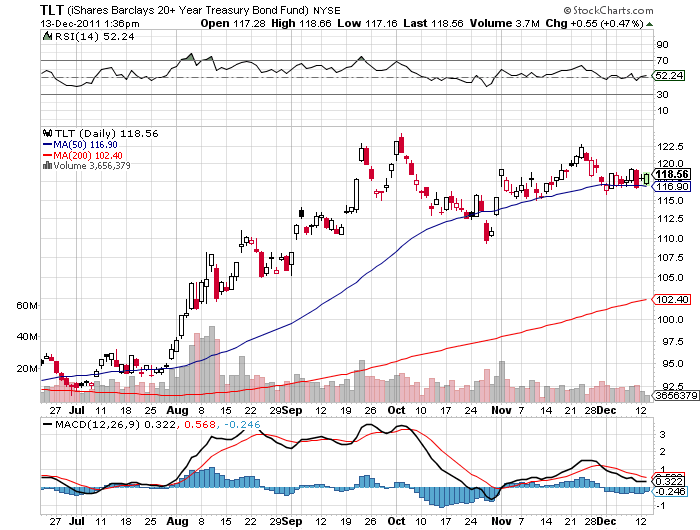 TLT (iShares Barclays 20+ Year Treasury Bond Fund) NYSE
© StockCharts.com
13-Dec-2011 1:36pm
Open 117.28 High 118.66 Low 117.16 Last 118.56 Volume 3.7M Chg +0.55 (+0.47%)
RSI(14) 52.24
90
70
52.24
30
10
TLT (Daily) 118.56
MA(50) 116.90
MA(200) 102.40
Volume 3,656,379
122.5
120.0
118.56
116.90
115.0
112.5
110.0
107.5
105.0
102.40
100.0
97.5
95.0
92.5
3656379
60M
40M
20M
27 Jul 11 18 25 Aug 8 15 22 29 Sep 12 19 26 Oct 10 17 24 Nov 7 14 21 28 Dec 12
MACD(12,26,9) 0.322, 0.568, -0.246
3
2
0.322
-0.246
-1
27 Jul 11 18 25 Aug 8 15 22 29 Sep 12 19 26 Oct 10 17 24 Nov 7 14 21 28 Dec 12